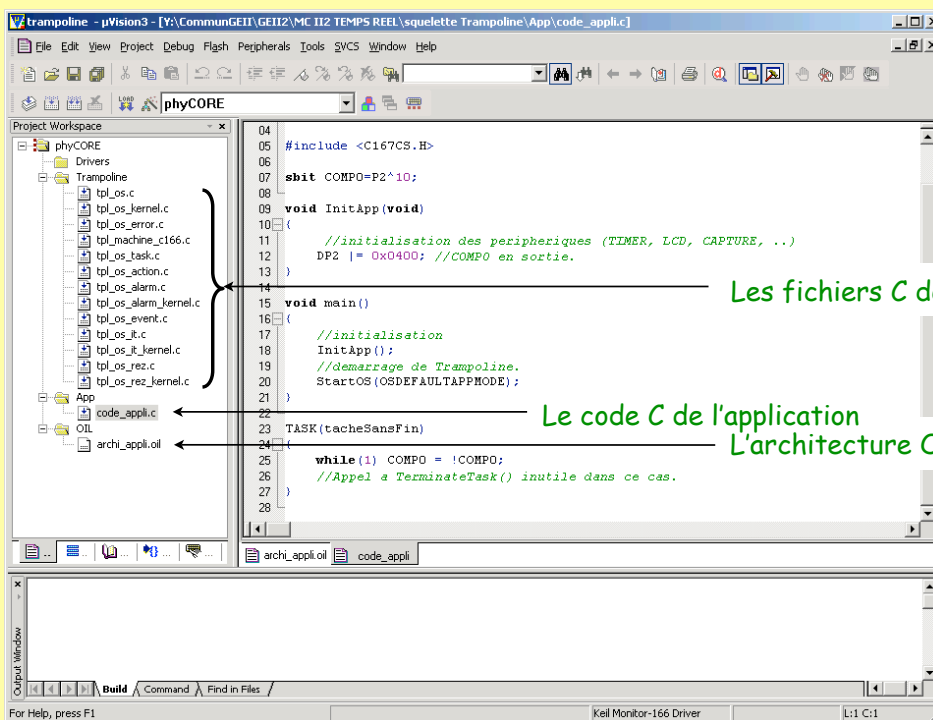 trampoline - µVision3 - [Y:\CommunGEII\GEII2\MC II2 TEMPS REEL\squelette Trampoline\App\code_appli.c]
File Edit View Project Debug Flash Peripherals Tools SVCS Window Help
LOAD phyCORE
Project Workspace
phyCORE
Drivers
Trampoline
tpl_os.c
tpl_os_kernel.c
tpl_os_error.c
tpl_machine_c166.c
tpl_os_task.c
tpl_os_action.c
tpl_os_alarm.c
tpl_os_alarm_kernel.c
tpl_os_event.c
tpl_os_it.c
tpl_os_it_kernel.c
tpl_os_rez.c
tpl_os_rez_kernel.c
App
code_appli.c
OIL
archi_appli.oil
04
05 #include <C167CS.H>
06
07 sbit COMP0=P2^10;
08
09 void InitApp(void)
10 {
11 //initialisation des peripheriques (TIMER, LCD, CAPTURE, ..)
12 DP2 |= 0x0400; //COMP0 en sortie.
13 }
14
15 void main()
16 {
17 //initialisation
18 InitApp();
19 //demarrage de Trampoline.
20 StartOS(OSDEFAULTAPPMODE);
21 }
22
23 TASK(tacheSansFin)
24 {
25 while(1) COMP0 = !COMP0;
26 //Appel a TerminateTask() inutile dans ce cas.
27 }
28
Les fichiers C d
Le code C de l'application
L'architecture
archi_appli.oil code_appli
Output Window
Build Command Find in Files
For Help, press F1 Keil Monitor-166 Driver L:1 C:1